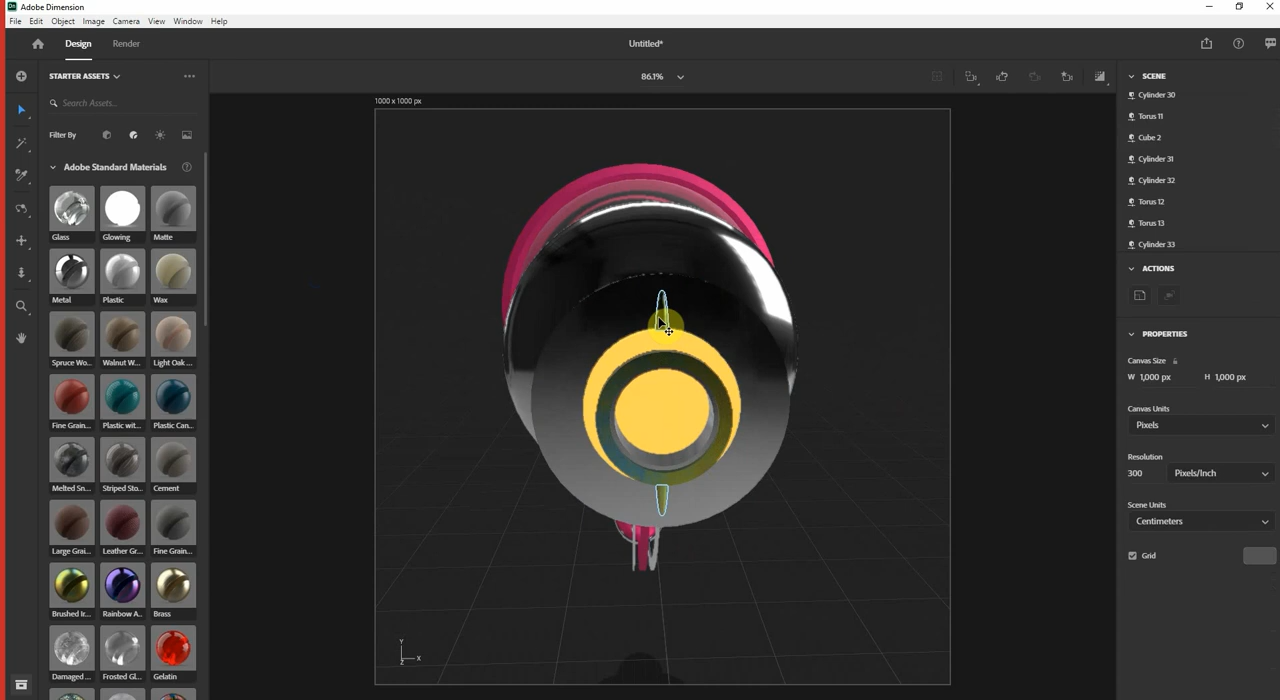 Dn Adobe Dimension
File Edit Object Image Camera View Window Help
Design Render Untitled*
STARTER ASSETS 86.1% SCENE
1000 x 1000 px Cylinder 30
Search Assets...
Torus 11
Filter By Cube 2
Cylinder 31
Adobe Standard Materials
Cylinder 32
Torus 12
Torus 13
Glass Glowing Matte Cylinder 33
ACTIONS
Metal Plastic Wax
PROPERTIES
Canvas Size
Spruce Wo... Walnut W... Light Oak ...
W 1,000 px H 1,000 px
Canvas Units
Fine Grain... Plastic wit... Plastic Can... Pixels
Resolution
300 Pixels/Inch
Melted Sn... Striped Sto... Cement
Scene Units
Centimeters
Large Grai... Leather Gr... Fine Grain...
Grid
Brushed Ir... Rainbow A... Brass
Y
X
Z
Damaged ... Frosted Gl... Gelatin